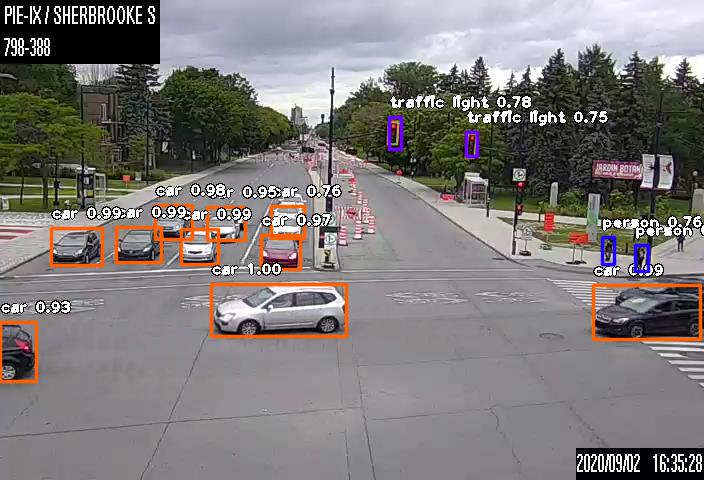 PIE-IX / SHERBROOKE S
798-388
traffic light 0.78
traffic light 0.75
JARDIN BOTAN
car 0.98
car 0.95
car 0.76
car 0.99
car 0.99
car 0.99
car 0.97
person 0.76
person
car 1.00
car 0.99
car 0.93
2020/09/02 16:35:28